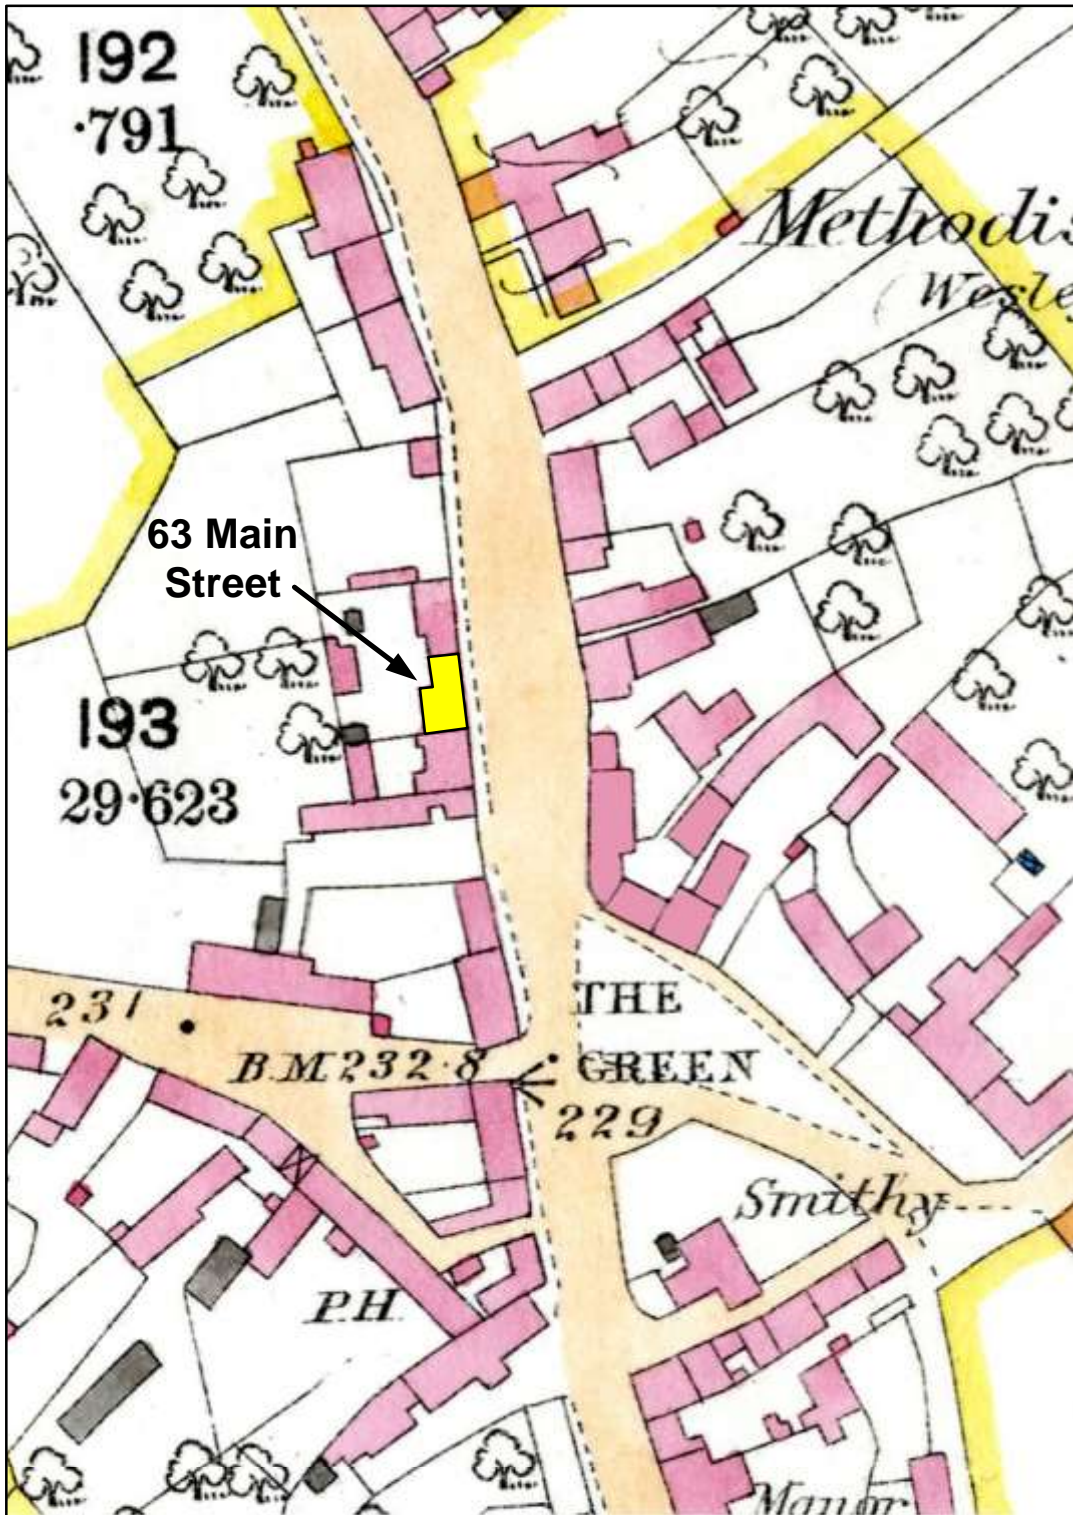 192
·791
Methodis
Wesle
63 Main
Street
193
29·623
231
THE
B.M 232·8
GREEN
229
Smithy
P.H.
Manor